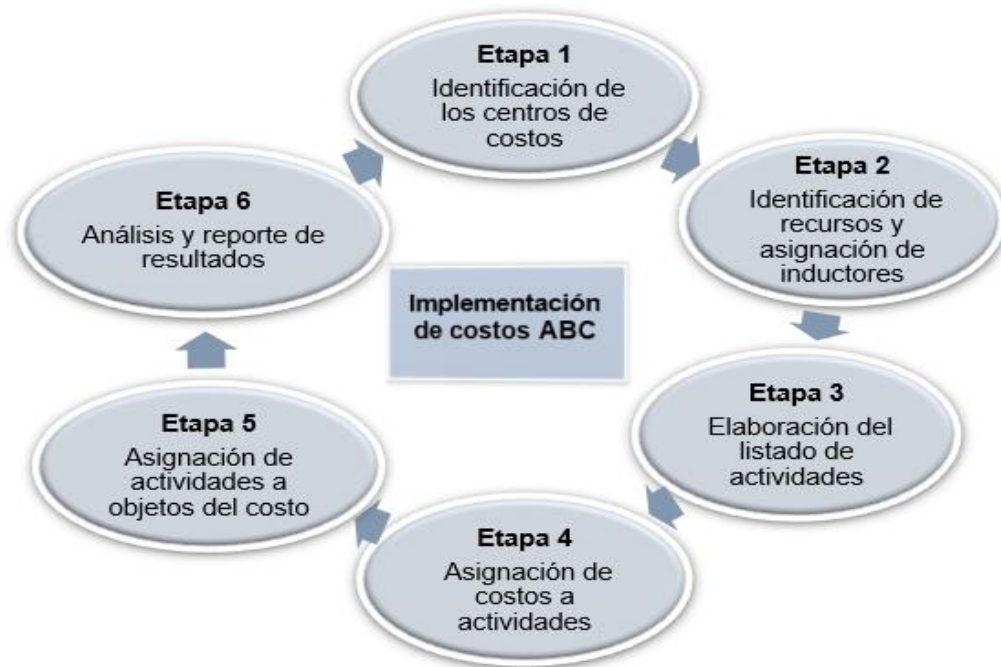 Etapa 1
Identificación de
los centros de
costos
Etapa 2
Identificación de
recursos y
asignación de
inductores
Etapa 3
Elaboración del
listado de
actividades
Etapa 4
Asignación de
costos a
actividades
Etapa 5
Asignación de
actividades a
objetos del costo
Etapa 6
Análisis y reporte de
resultados
Implementación
de costos ABC